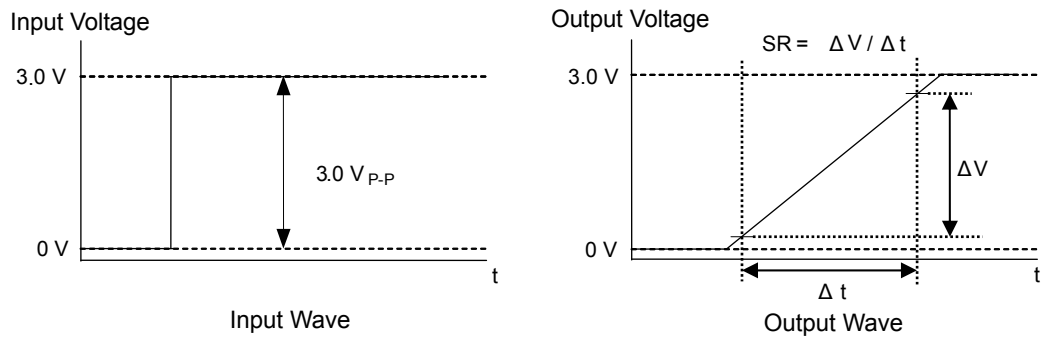 Input Voltage
3.0 V
3.0 V P-P
0 V
t
Input Wave
Output Voltage
SR = ΔV / Δt
3.0 V
ΔV
0 V
t
Δt
Output Wave